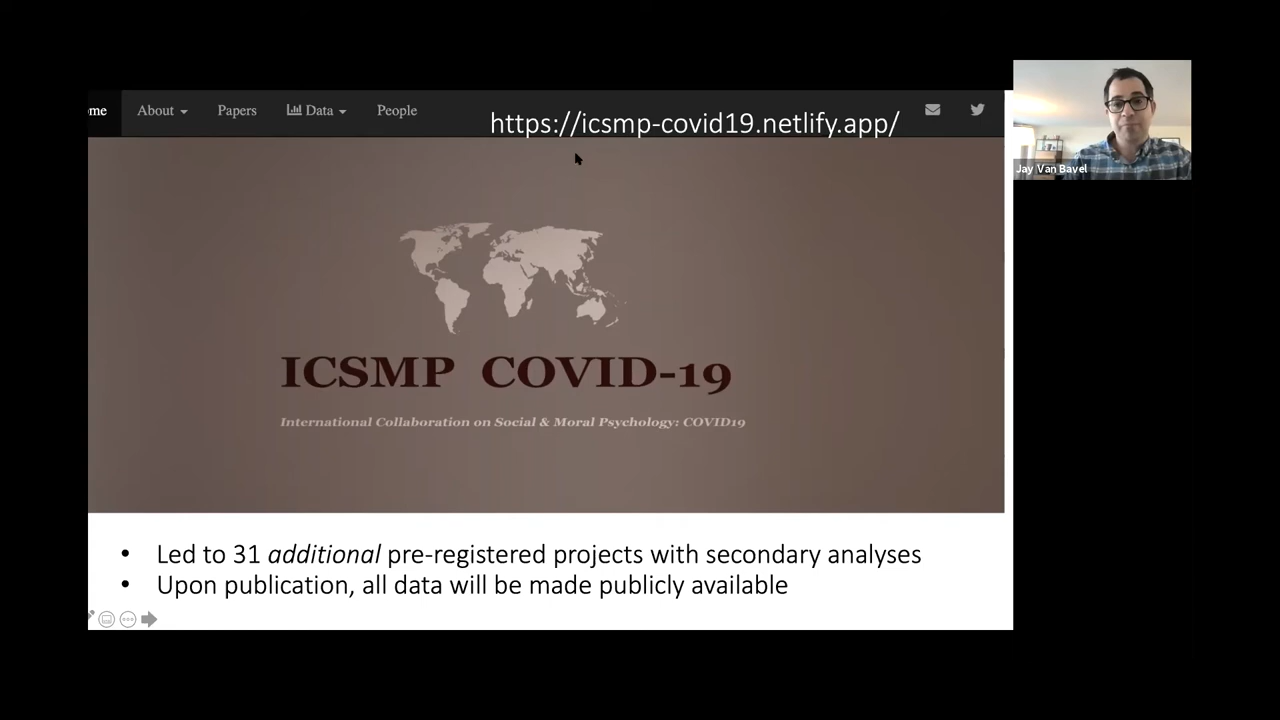 ome About Papers Data People
https://icsmp-covid19.netlify.app/
Jay Van Bavel
ICSMP COVID-19
International Collaboration on Social & Moral Psychology: COVID19
• Led to 31 additional pre-registered projects with secondary analyses
• Upon publication, all data will be made publicly available